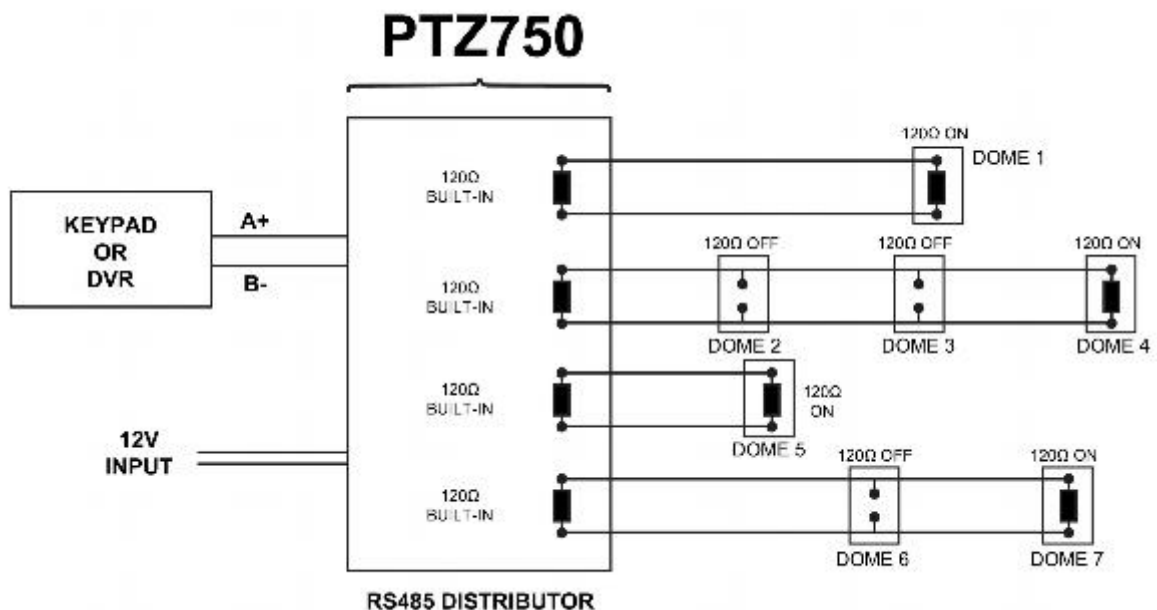 PTZ750
KEYPAD
OR
DVR
A+
B-
12V
INPUT
120Ω
BUILT-IN
120Ω
BUILT-IN
120Ω
BUILT-IN
120Ω
BUILT-IN
120Ω ON
DOME 1
120Ω OFF
DOME 2
120Ω OFF
DOME 3
120Ω ON
DOME 4
120Ω
ON
DOME 5
120Ω OFF
DOME 6
120Ω ON
DOME 7
RS485 DISTRIBUTOR